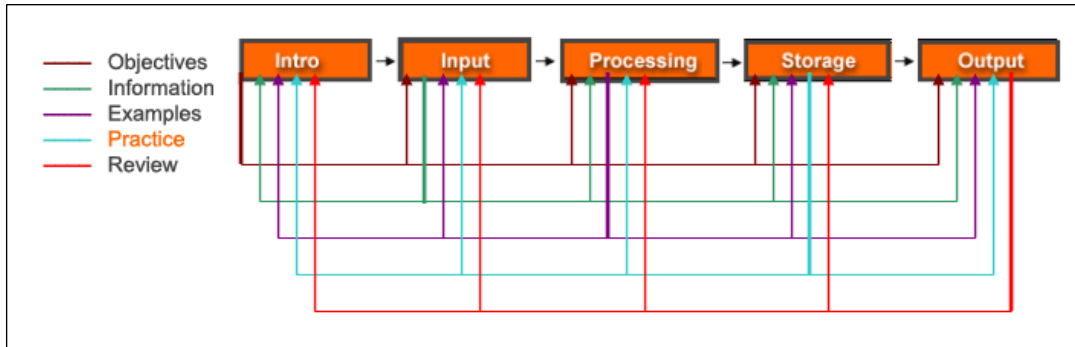 Intro
Input
Processing
Storage
Output
Objectives
Information
Examples
Practice
Review